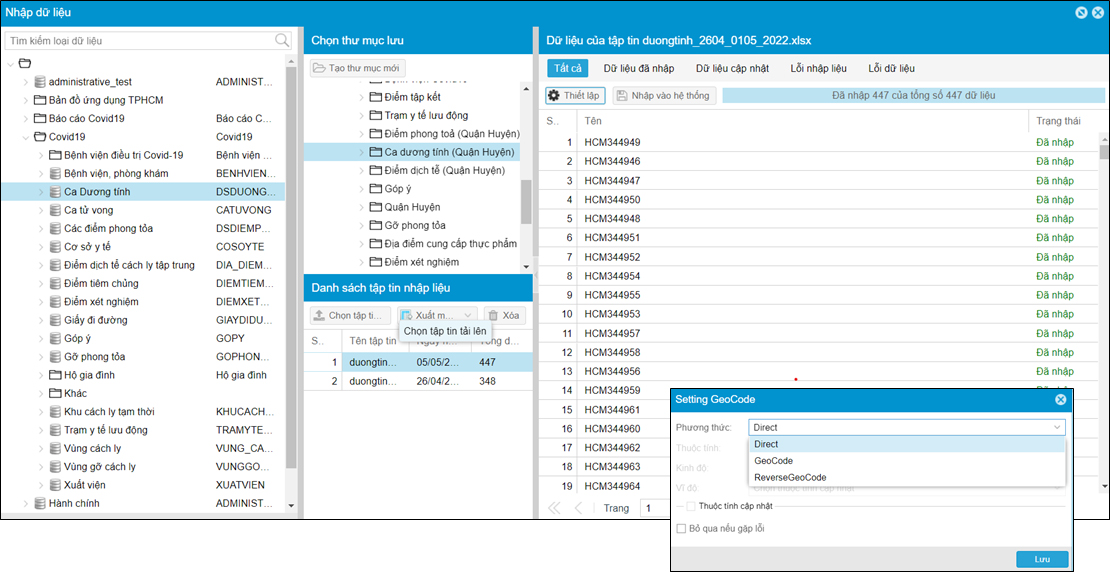 Nhập dữ liệu
Tìm kiếm loại dữ liệu
administrative_test ADMINIST...
Bản đồ ứng dụng TPHCM
Báo cáo Covid19 Báo cáo C...
Covid19 Covid19
Bệnh viện điều trị Covid-19 Bệnh viện ...
Bệnh viện, phòng khám BENHVIEN...
Ca Dương tính DSDUONG...
Ca tử vong CATUVONG
Các điểm phong tỏa DSDIEMP...
Cơ sở y tế COSOYTE
Điểm dịch tể cách ly tập trung DIA_DIEM...
Điểm tiêm chủng DIEMTIEM...
Điểm xét nghiệm DIEMXET...
Giấy đi đường GIAYDIDU...
Góp ý GOPY
Gỡ phong tỏa GOPHON...
Hộ gia đình Hộ gia đình
Khác
Khu cách ly tạm thời KHUCACH...
Trạm y tế lưu động TRAMYTE...
Vùng cách ly VUNG_CA...
Vùng gỡ cách ly VUNGGO...
Xuất viện XUATVIEN
Hành chính ADMINIST...
Chọn thư mục lưu
Tạo thư mục mới
Điểm tập kết
Trạm y tế lưu động
Điểm phong toả (Quận Huyện)
Ca dương tính (Quận Huyện)
Điểm dịch tễ (Quận Huyện)
Góp ý
Quận Huyện
Gỡ phong tỏa
Địa điểm cung cấp thực phẩm
Điểm xét nghiệm
Danh sách tập tin nhập liệu
Chọn tập ti... Xuất m... Xóa
Chọn tập tin tải lên
S... Tên tập tin
1 duongtin... 05/05/2... 447
2 duongtin... 26/04/2... 348
Dữ liệu của tập tin duongtinh_2604_0105_2022.xlsx
Tất cả Dữ liệu đã nhập Dữ liệu cập nhật Lỗi nhập liệu Lỗi dữ liệu
Thiết lập Nhập vào hệ thống Đã nhập 447 của tổng số 447 dữ liệu
S.. Tên Trạng thái
1 HCM344949 Đã nhập
2 HCM344946 Đã nhập
3 HCM344947 Đã nhập
4 HCM344950 Đã nhập
5 HCM344948 Đã nhập
6 HCM344951 Đã nhập
7 HCM344952 Đã nhập
8 HCM344954 Đã nhập
9 HCM344955 Đã nhập
10 HCM344953 Đã nhập
11 HCM344957 Đã nhập
12 HCM344958 Đã nhập
13 HCM344956 Đã nhập
14 HCM344959
15 HCM344961
16 HCM344960
17 HCM344962
18 HCM344963
19 HCM344964
Trang 1
Setting GeoCode
Phương thức: Direct
Direct
GeoCode
ReverseGeoCode
Thuộc tính:
Kinh độ:
Vĩ độ:
Thuộc tính cập nhật
Bỏ qua nếu gặp lỗi
Lưu